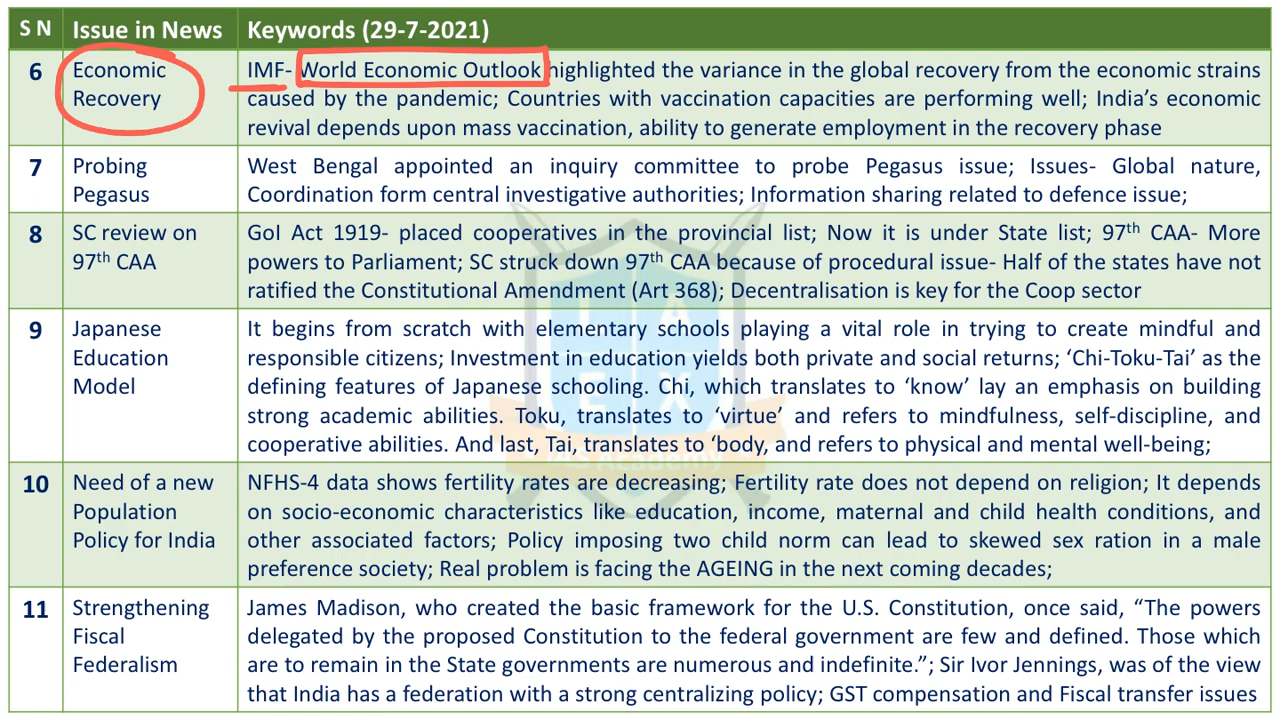 S N Issue in News Keywords (29-7-2021)
6 Economic IMF- World Economic Outlook highlighted the variance in the global recovery from the economic strains
Recovery caused by the pandemic; Countries with vaccination capacities are performing well; India's economic
revival depends upon mass vaccination, ability to generate employment in the recovery phase
7 Probing West Bengal appointed an inquiry committee to probe Pegasus issue; Issues- Global nature,
Pegasus Coordination form central investigative authorities; Information sharing related to defence issue;
8 SC review on GoI Act 1919- placed cooperatives in the provincial list; Now it is under State list; 97th CAA- More
97th CAA powers to Parliament; SC struck down 97th CAA because of procedural issue- Half of the states have not
ratified the Constitutional Amendment (Art 368); Decentralisation is key for the Coop sector
9 Japanese It begins from scratch with elementary schools playing a vital role in trying to create mindful and
Education responsible citizens; Investment in education yields both private and social returns; 'Chi-Toku-Tai' as the
Model defining features of Japanese schooling. Chi, which translates to 'know' lay an emphasis on building
strong academic abilities. Toku, translates to 'virtue' and refers to mindfulness, self-discipline, and
cooperative abilities. And last, Tai, translates to 'body, and refers to physical and mental well-being;
10 Need of a new NFHS-4 data shows fertility rates are decreasing; Fertility rate does not depend on religion; It depends
Population on socio-economic characteristics like education, income, maternal and child health conditions, and
Policy for India other associated factors; Policy imposing two child norm can lead to skewed sex ration in a male
preference society; Real problem is facing the AGEING in the next coming decades;
11 Strengthening James Madison, who created the basic framework for the U.S. Constitution, once said, "The powers
Fiscal delegated by the proposed Constitution to the federal government are few and defined. Those which
Federalism are to remain in the State governments are numerous and indefinite."; Sir Ivor Jennings, was of the view
that India has a federation with a strong centralizing policy; GST compensation and Fiscal transfer issues
I A
E X
IAS Academy